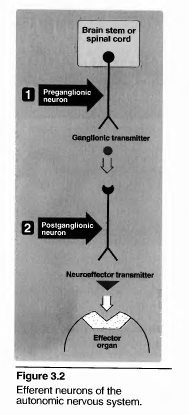 Brain stem or
spinal cord
1
Preganglionic
neuron
Ganglionic transmitter
2
Postganglionic
neuron
Neuroeffector transmitter
Effector
organ
Figure 3.2
Efferent neurons of the
autonomic nervous system.